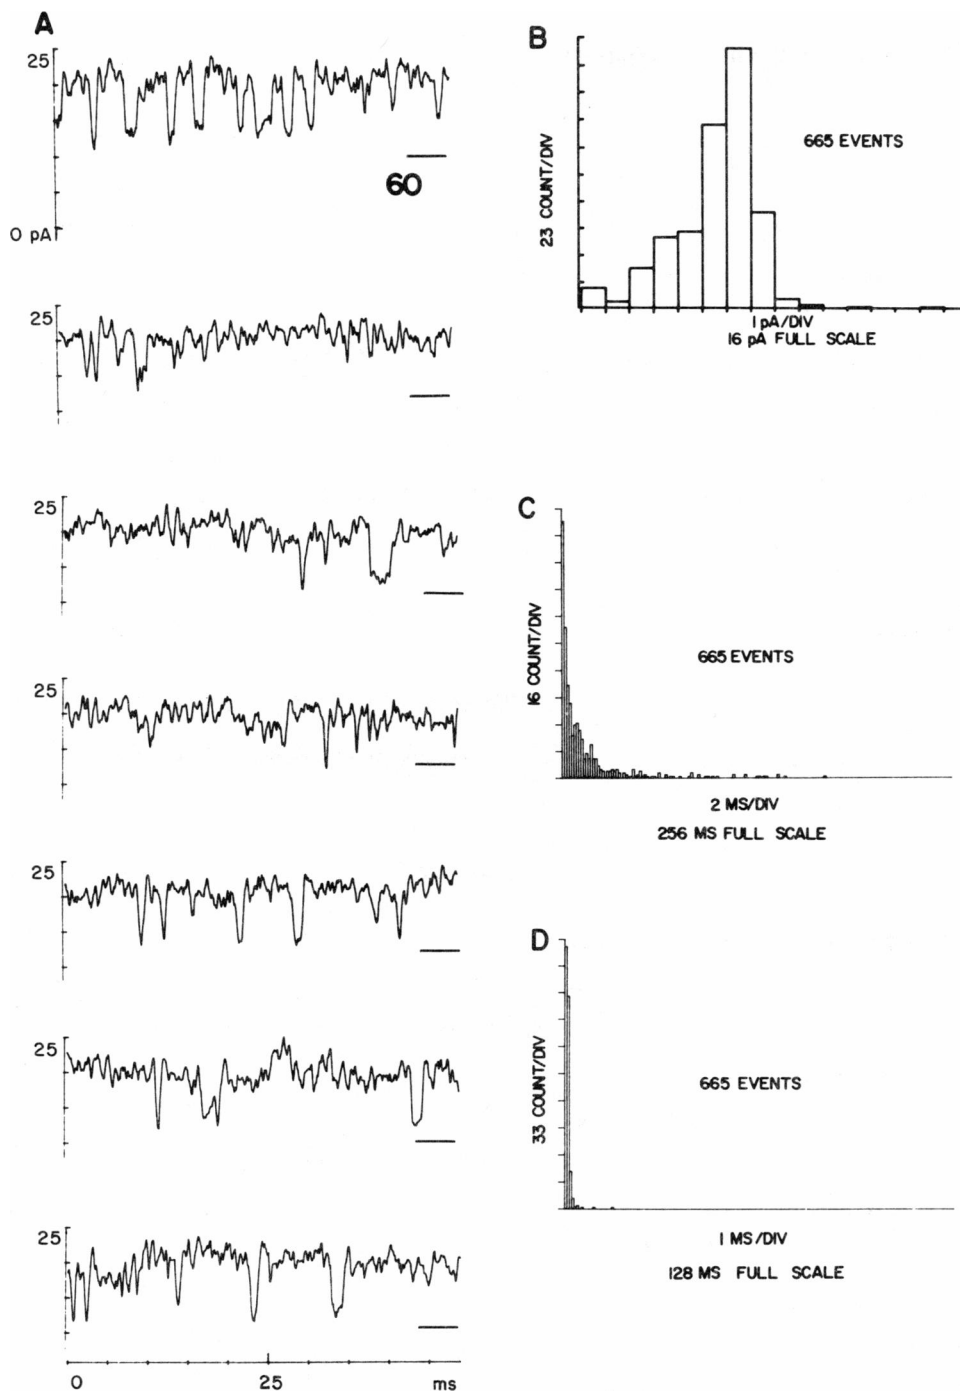 A
25
60
0 pA
25
25
25
25
25
25
0 25 ms
B
23 COUNT/DIV
665 EVENTS
1 pA/DIV
16 pA FULL SCALE
C
16 COUNT/DIV
665 EVENTS
2 MS/DIV
256 MS FULL SCALE
D
33 COUNT/DIV
665 EVENTS
1 MS/DIV
128 MS FULL SCALE